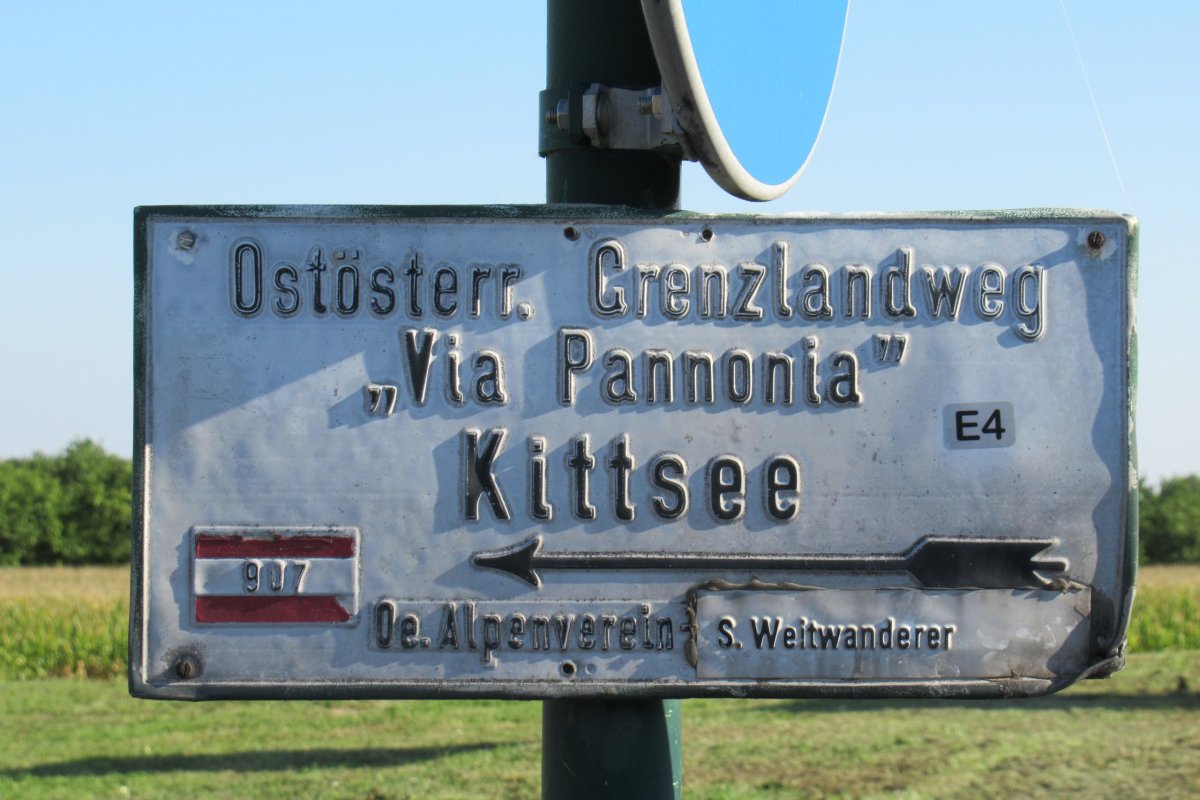 Ostösterr. Grenzlandweg
„Via Pannonia”
E4
Kittsee
907
Oe. Alpenverein- S. Weitwanderer